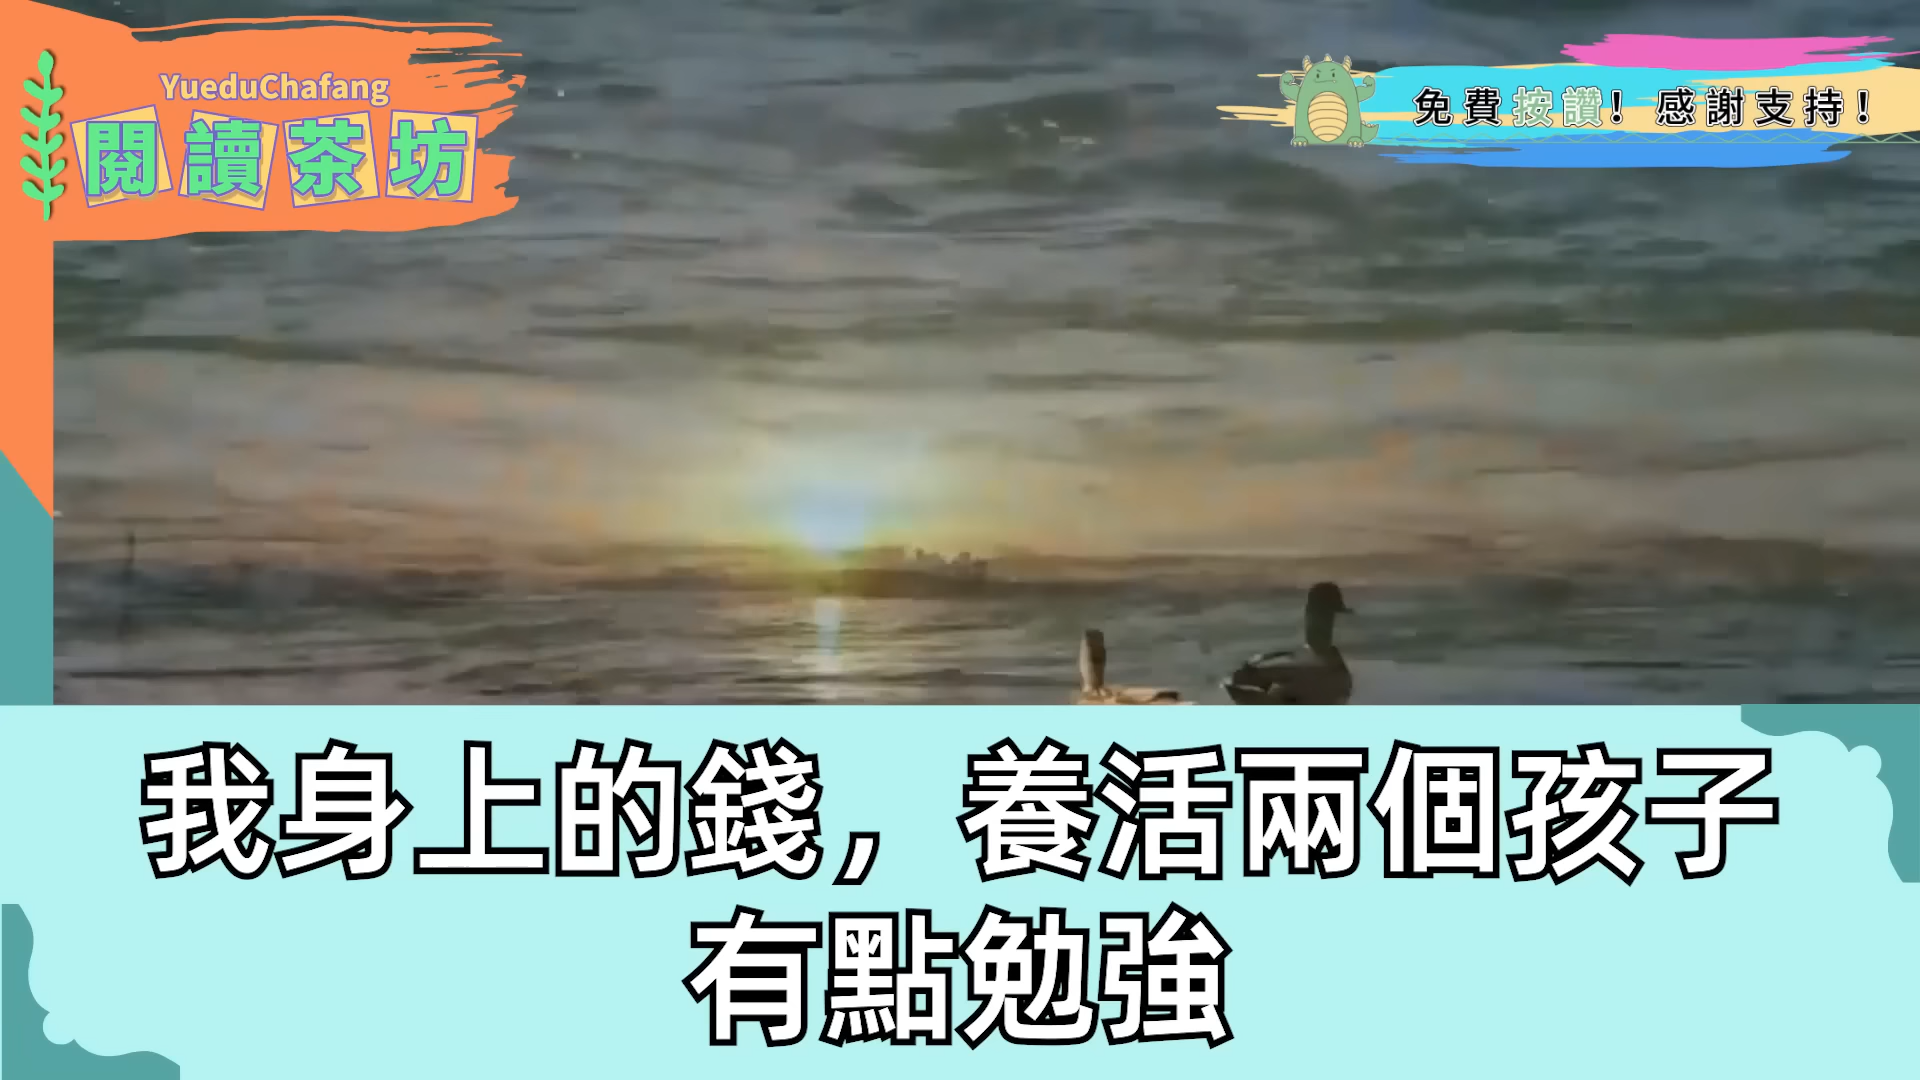 YueduChafang
閱讀茶坊
免費按讚！感謝支持！
我身上的錢，養活兩個孩子
有點勉強